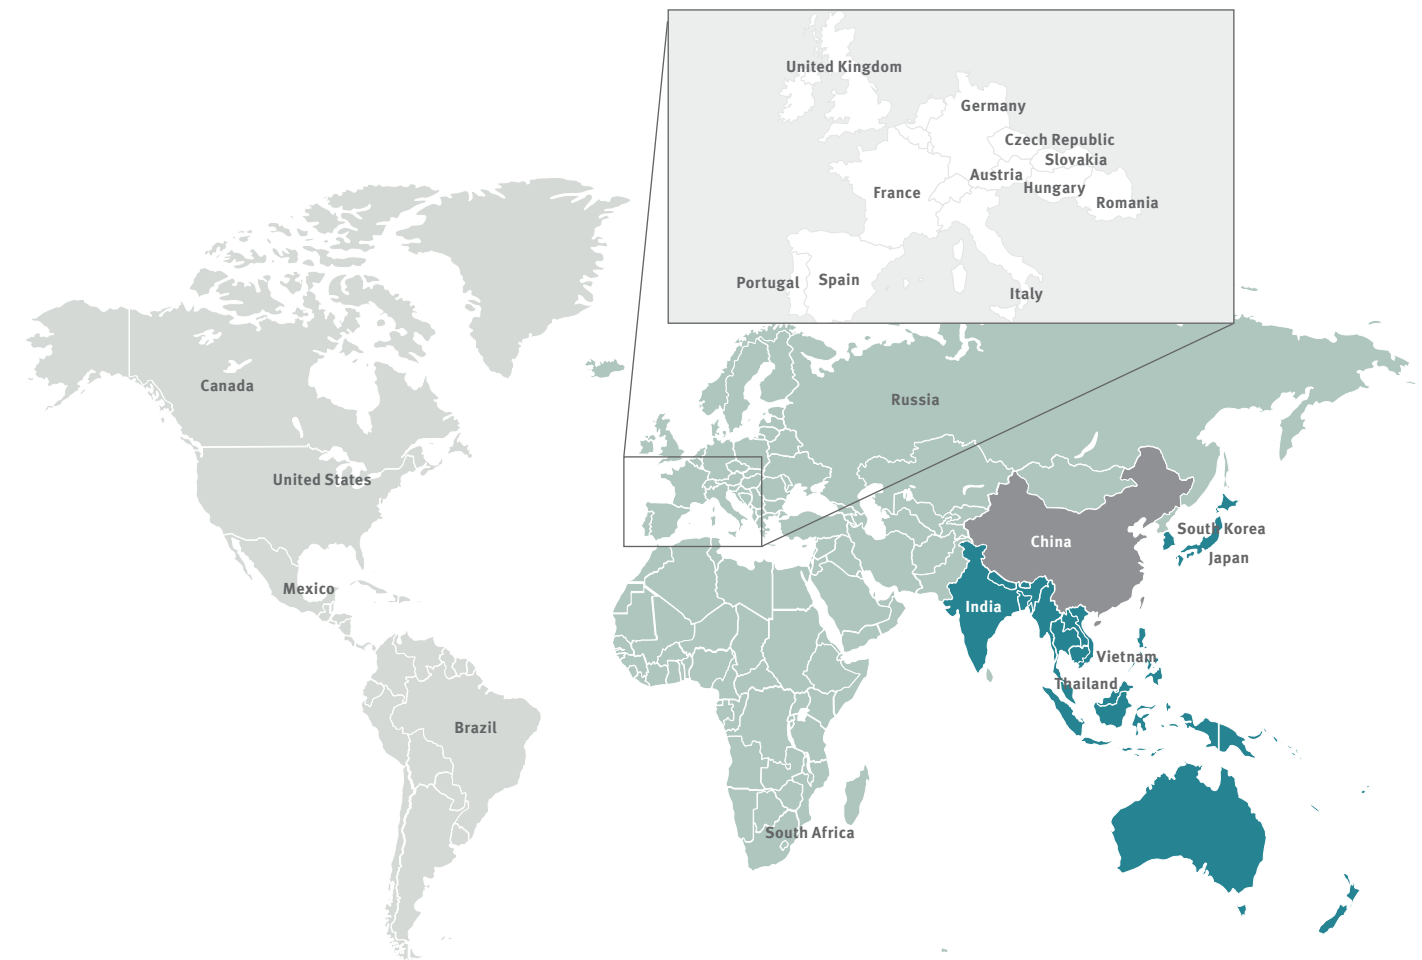 United Kingdom
Germany
Czech Republic
Slovakia
Austria
Hungary
France
Romania
Portugal
Spain
Italy
Canada
Russia
United States
South Korea
China
Japan
Mexico
India
Vietnam
Thailand
Brazil
South Africa